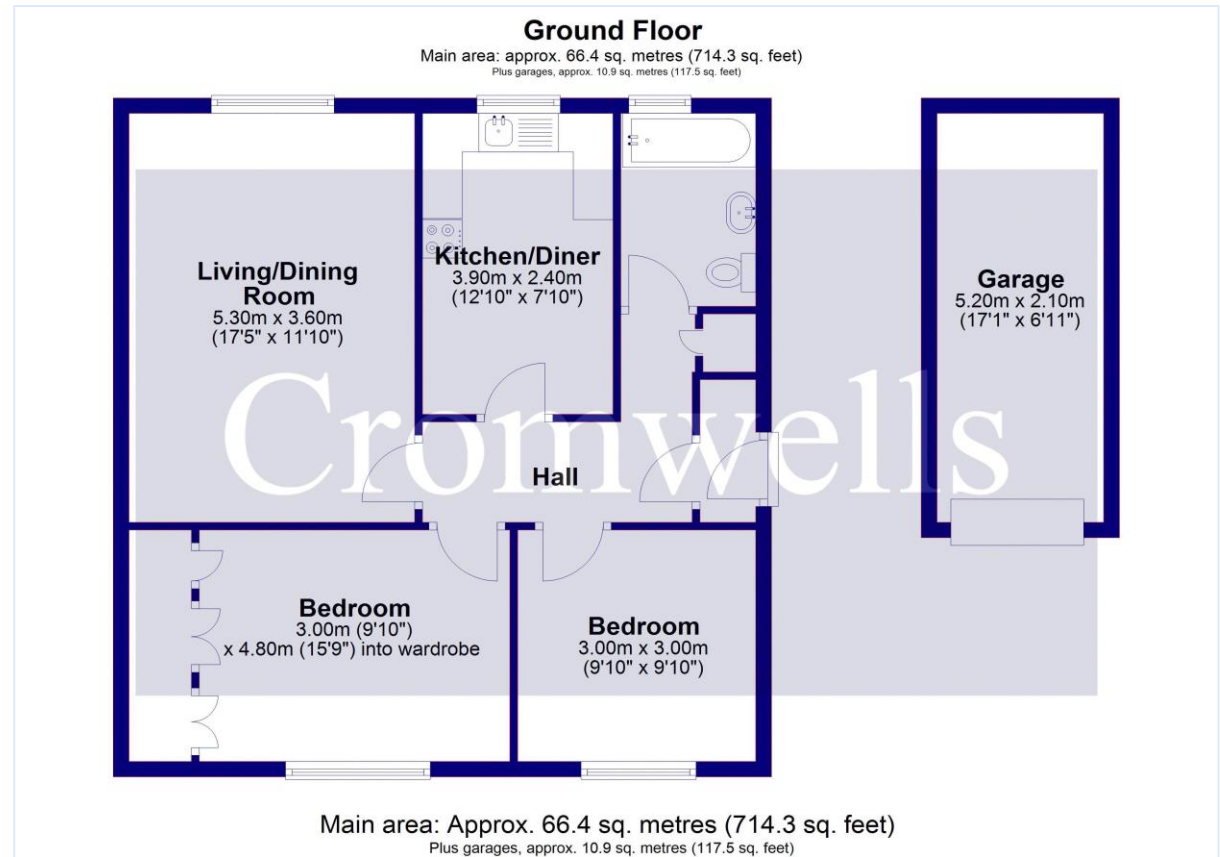 Ground Floor
Main area: approx. 66.4 sq. metres (714.3 sq. feet)
Plus garages, approx. 10.9 sq. metres (117.5 sq. feet)
Living/Dining
Room
5.30m x 3.60m
(17'5" x 11'10")
Kitchen/Diner
3.90m x 2.40m
(12'10" x 7'10")
Garage
5.20m x 2.10m
(17'1" x 6'11")
Cromwells
Hall
Bedroom
3.00m (9'10")
x 4.80m (15'9") into wardrobe
Bedroom
3.00m x 3.00m
(9'10" x 9'10")
Main area: Approx. 66.4 sq. metres (714.3 sq. feet)
Plus garages, approx. 10.9 sq. metres (117.5 sq. feet)